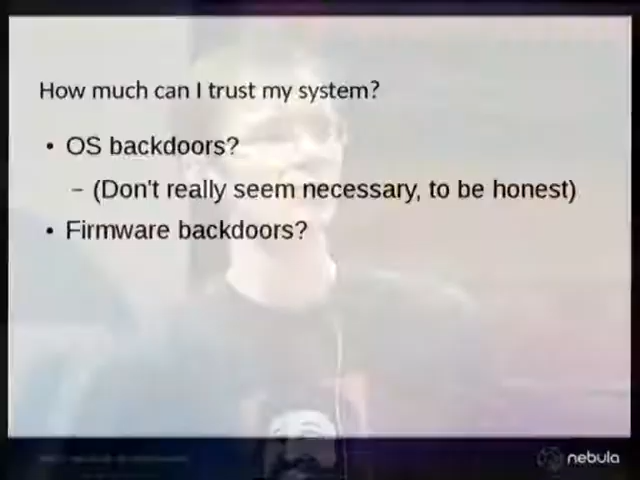 How much can I trust my system?
• OS backdoors?
– (Don't really seem necessary, to be honest)
• Firmware backdoors?
nebula